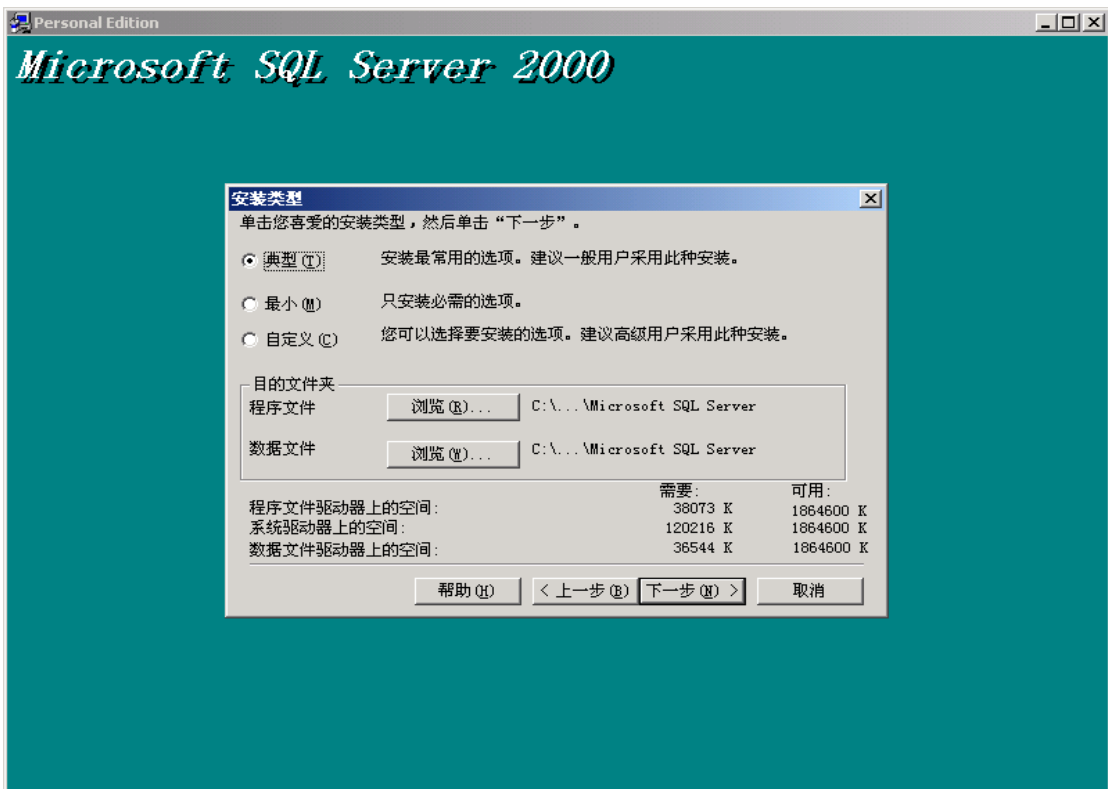 Personal Edition
Microsoft SQL Server 2000
安装类型
单击您喜爱的安装类型，然后单击“下一步”。
典型(T) 安装最常用的选项。建议一般用户采用此种安装。
最小(M) 只安装必需的选项。
自定义(C) 您可以选择要安装的选项。建议高级用户采用此种安装。
目的文件夹
程序文件 浏览(R)... C:\...\Microsoft SQL Server
数据文件 浏览(W)... C:\...\Microsoft SQL Server
需要: 可用:
程序文件驱动器上的空间: 38073 K 1864600 K
系统驱动器上的空间: 120216 K 1864600 K
数据文件驱动器上的空间: 36544 K 1864600 K
帮助(H) < 上一步(B) 下一步(N) > 取消